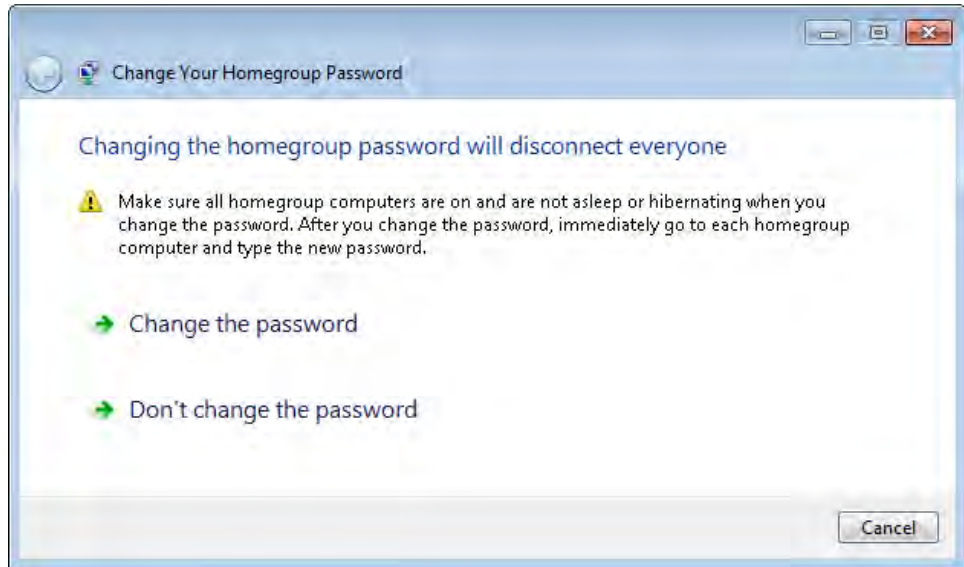 Change Your Homegroup Password
Changing the homegroup password will disconnect everyone
Make sure all homegroup computers are on and are not asleep or hibernating when you
change the password. After you change the password, immediately go to each homegroup
computer and type the new password.
Change the password
Don't change the password
Cancel